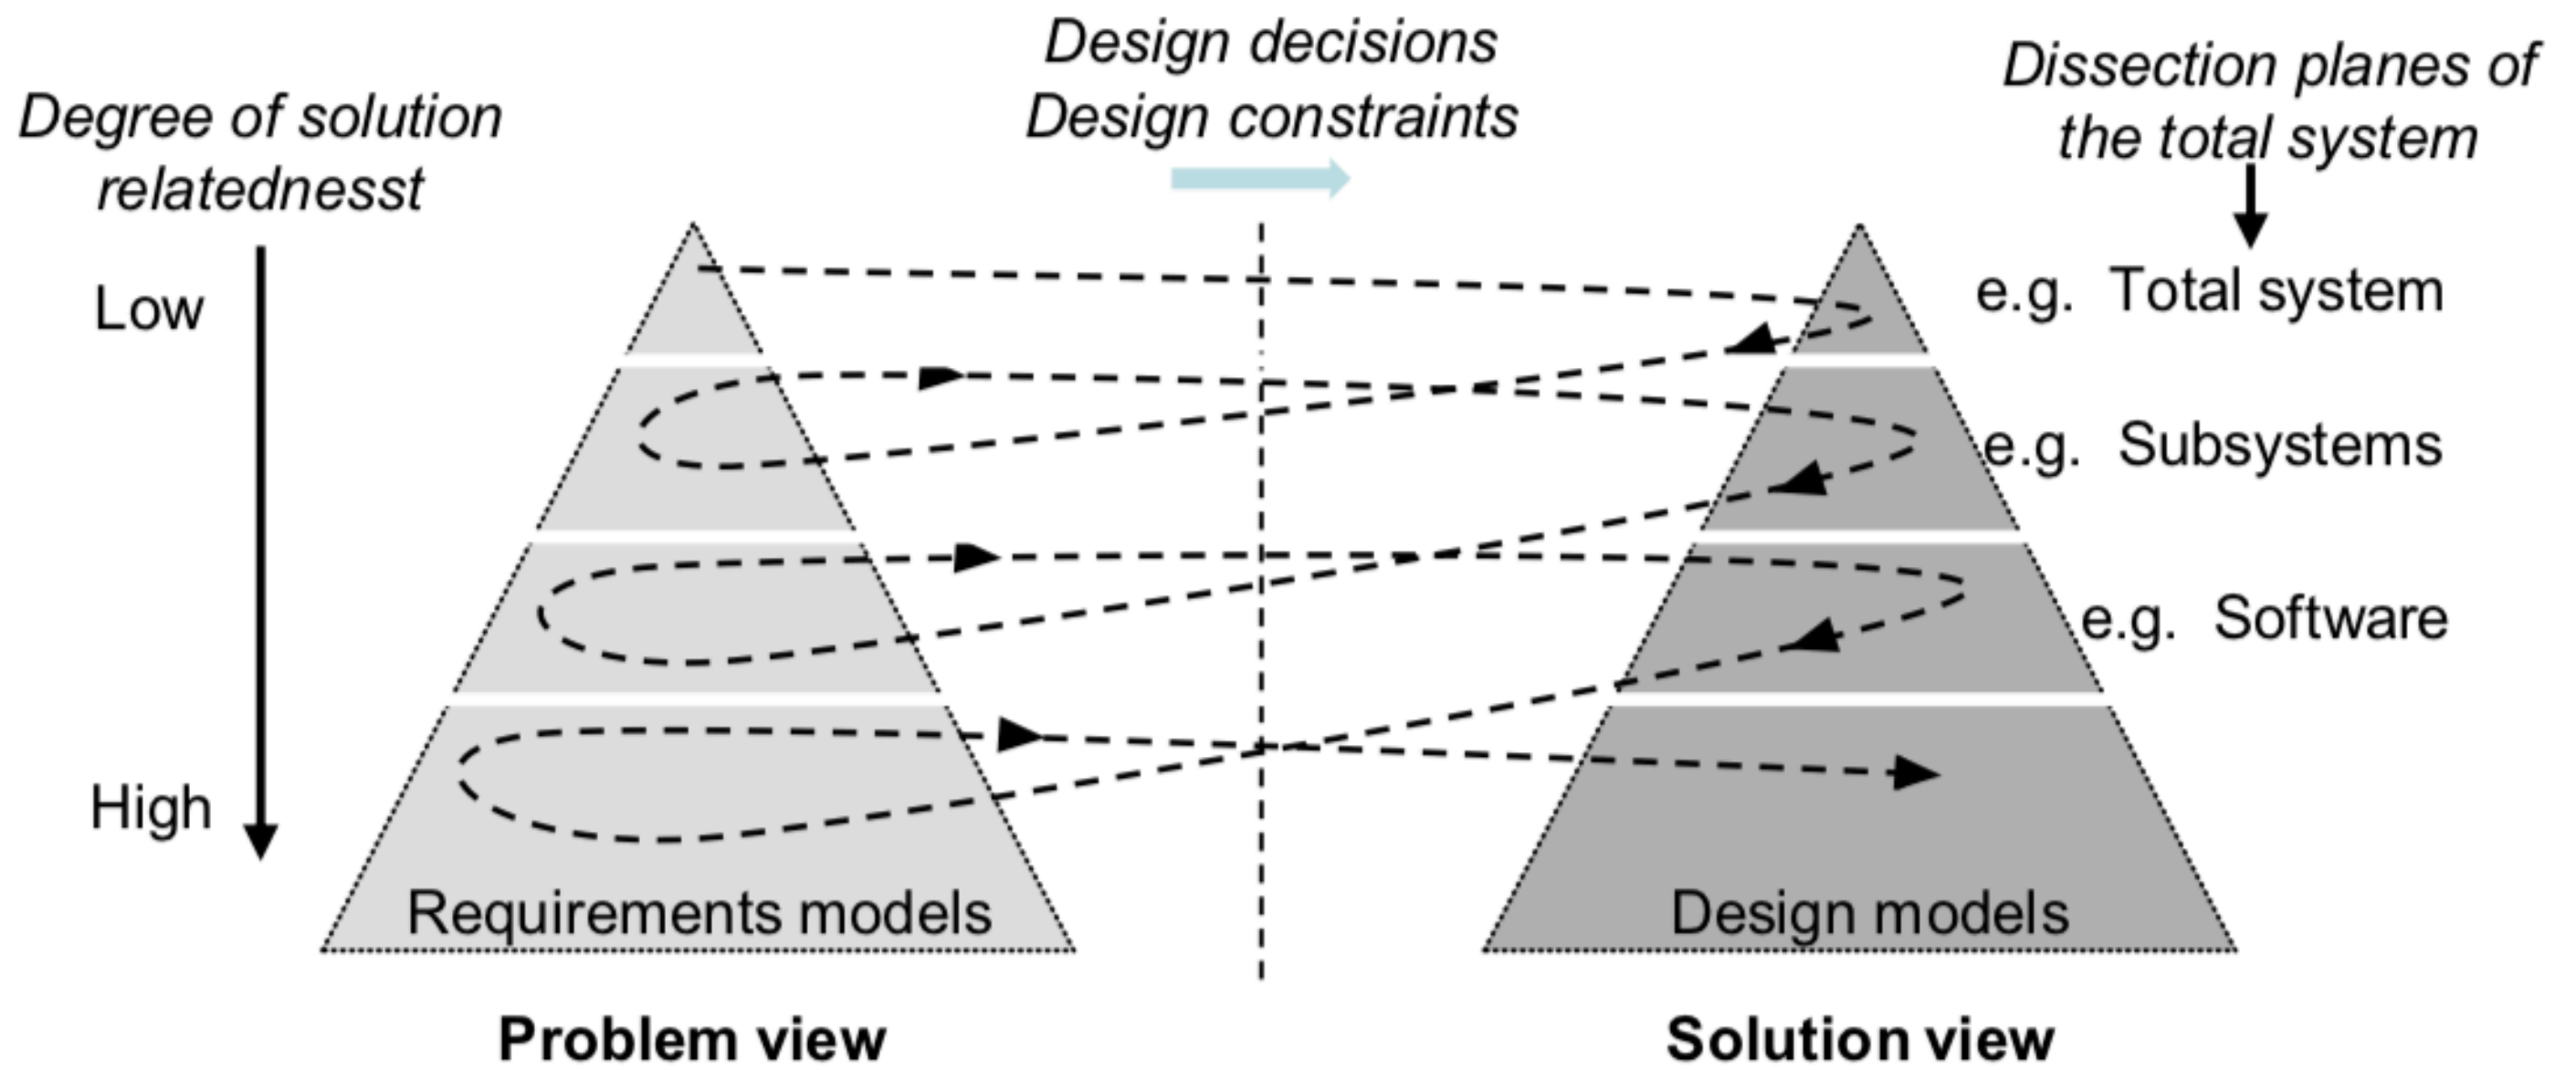 Design decisions
Design constraints
Dissection planes of
the total system
Degree of solution
relatednesst
Low
e.g. Total system
e.g. Subsystems
e.g. Software
High
Requirements models
Design models
Problem view
Solution view